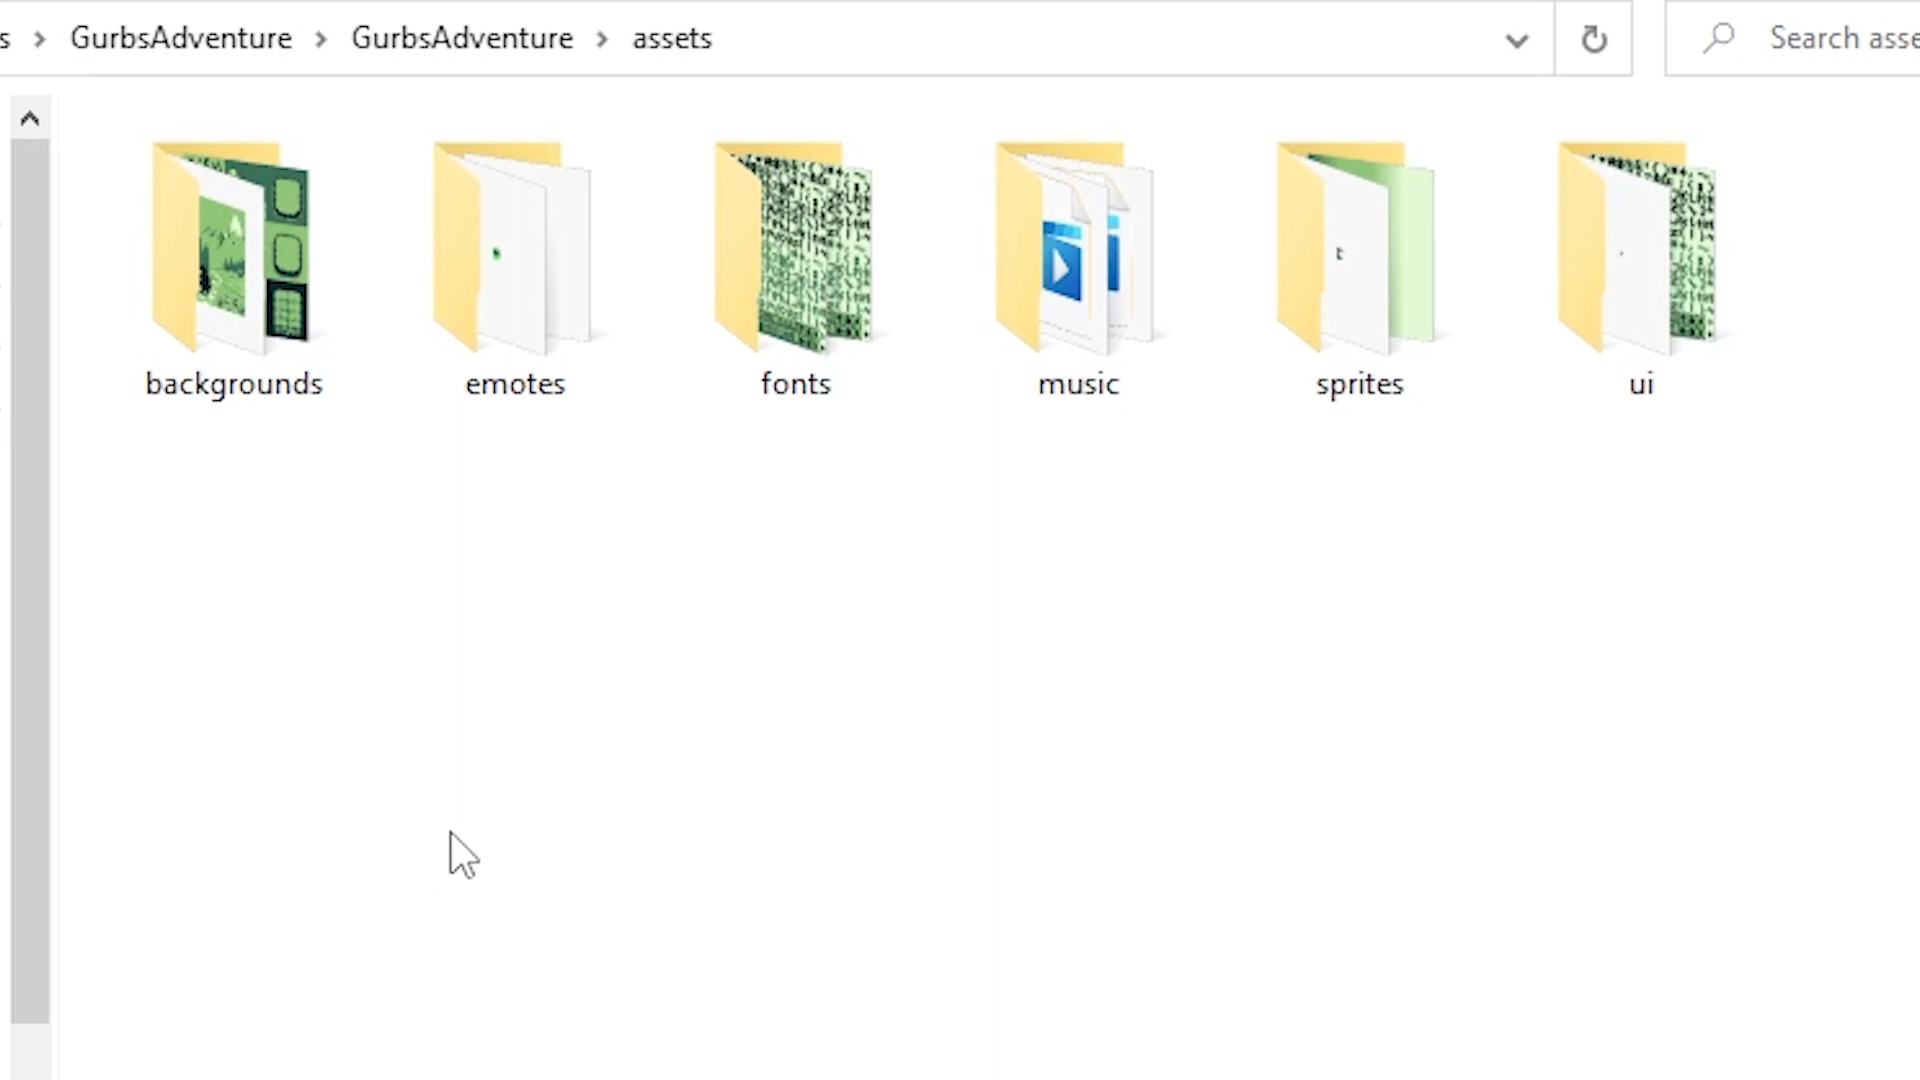 s > GurbsAdventure > GurbsAdventure > assets
Search asse
backgrounds emotes fonts music sprites ui